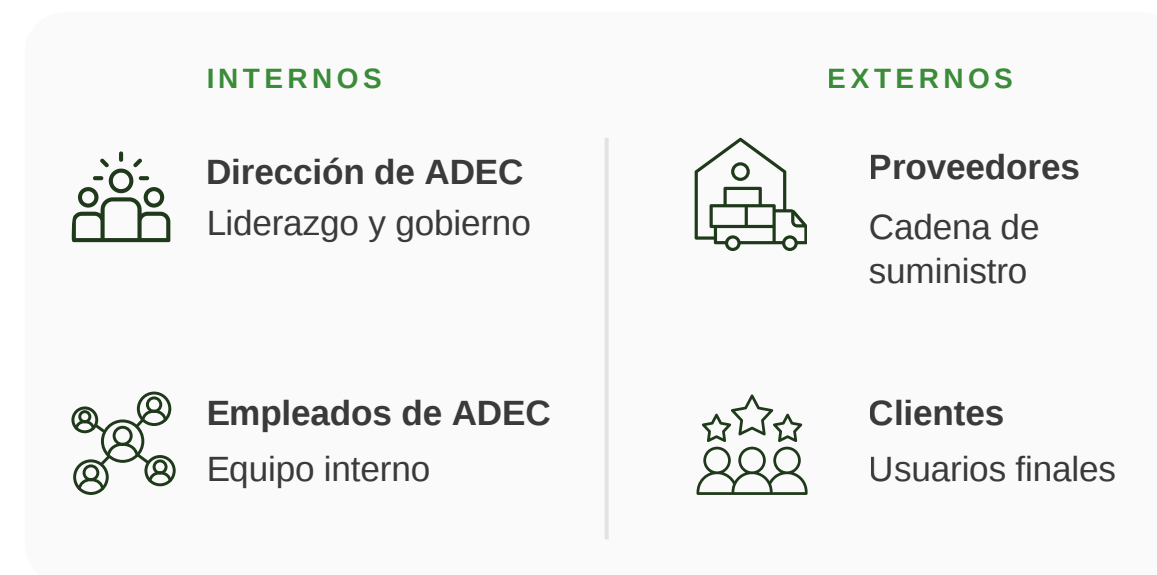 INTERNOS
Dirección de ADEC
Liderazgo y gobierno
Empleados de ADEC
Equipo interno
EXTERNOS
Proveedores
Cadena de
suministro
Clientes
Usuarios finales